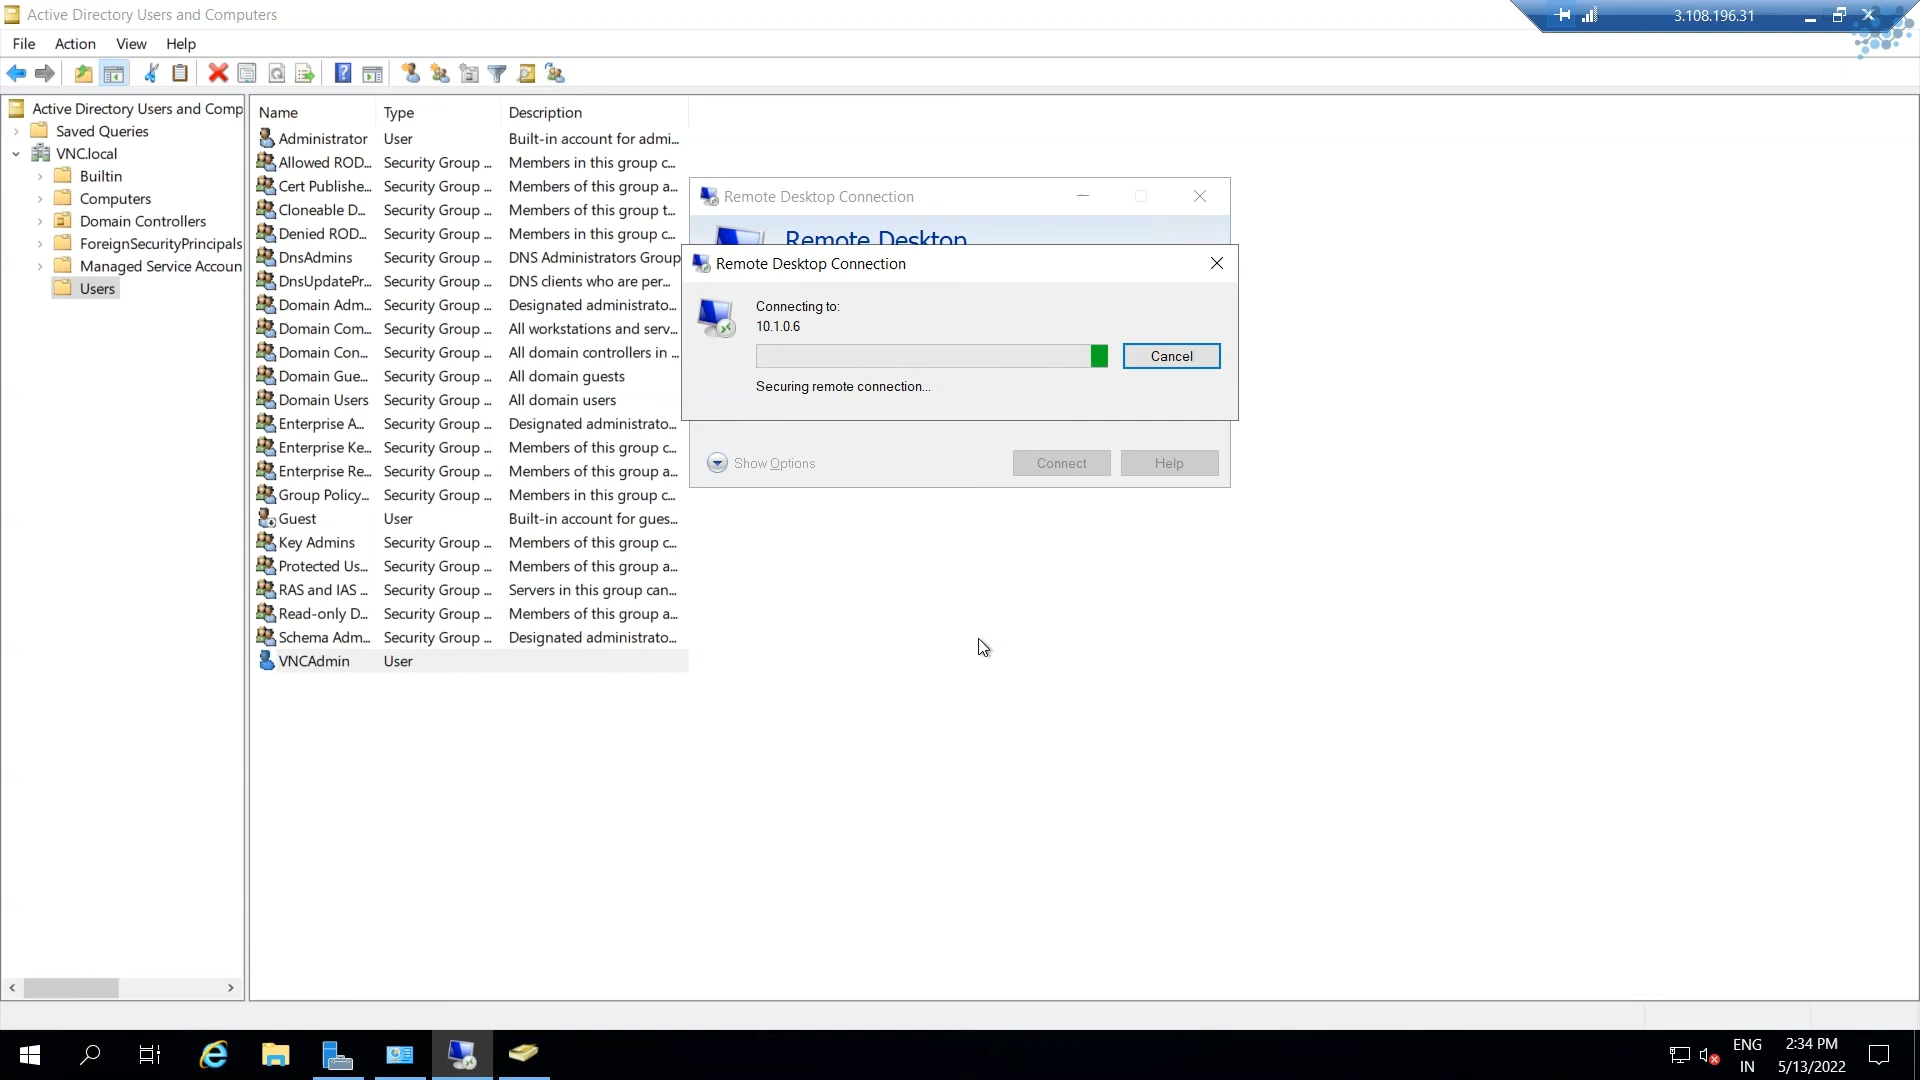 Active Directory Users and Computers
3.108.196.31
File Action View Help
Active Directory Users and Comp
Saved Queries
VNC.local
Builtin
Computers
Domain Controllers
ForeignSecurityPrincipals
Managed Service Accoun
Users
Name Type Description
Administrator User Built-in account for admi...
Allowed ROD... Security Group ... Members in this group c...
Cert Publishe... Security Group ... Members of this group a...
Cloneable D... Security Group ... Members of this group t...
Denied ROD... Security Group ... Members in this group c...
DnsAdmins Security Group ... DNS Administrators Group
DnsUpdatePr... Security Group ... DNS clients who are per...
Domain Adm... Security Group ... Designated administrato...
Domain Com... Security Group ... All workstations and serv...
Domain Con... Security Group ... All domain controllers in ...
Domain Gue... Security Group ... All domain guests
Domain Users Security Group ... All domain users
Enterprise A... Security Group ... Designated administrato...
Enterprise Ke... Security Group ... Members of this group c...
Enterprise Re... Security Group ... Members of this group a...
Group Policy... Security Group ... Members in this group c...
Guest User Built-in account for gues...
Key Admins Security Group ... Members of this group c...
Protected Us... Security Group ... Members of this group a...
RAS and IAS ... Security Group ... Servers in this group can...
Read-only D... Security Group ... Members of this group a...
Schema Adm... Security Group ... Designated administrato...
VNCAdmin User
Remote Desktop Connection
Remote Desktop
Remote Desktop Connection
Connecting to:
10.1.0.6
Cancel
Securing remote connection...
Show Options Connect Help
ENG 2:34 PM
IN 5/13/2022